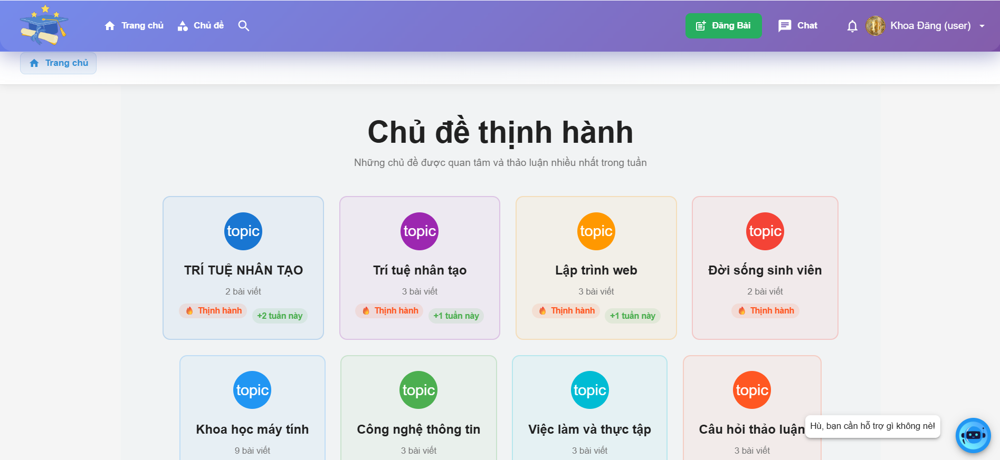 Trang chủ
Chủ đề
Đăng Bài
Chat
Khoa Đăng (user)
Trang chủ
Chủ đề thịnh hành
Những chủ đề được quan tâm và thảo luận nhiều nhất trong tuần
topic
TRÍ TUỆ NHÂN TẠO
2 bài viết
Thịnh hành
+2 tuần này
topic
Trí tuệ nhân tạo
3 bài viết
Thịnh hành
+1 tuần này
topic
Lập trình web
3 bài viết
Thịnh hành
+1 tuần này
topic
Đời sống sinh viên
2 bài viết
Thịnh hành
topic
Khoa học máy tính
9 bài viết
topic
Công nghệ thông tin
3 bài viết
topic
Việc làm và thực tập
3 bài viết
topic
Câu hỏi thảo luận
3 bài viết
Hù, bạn cần hỗ trợ gì không nè!